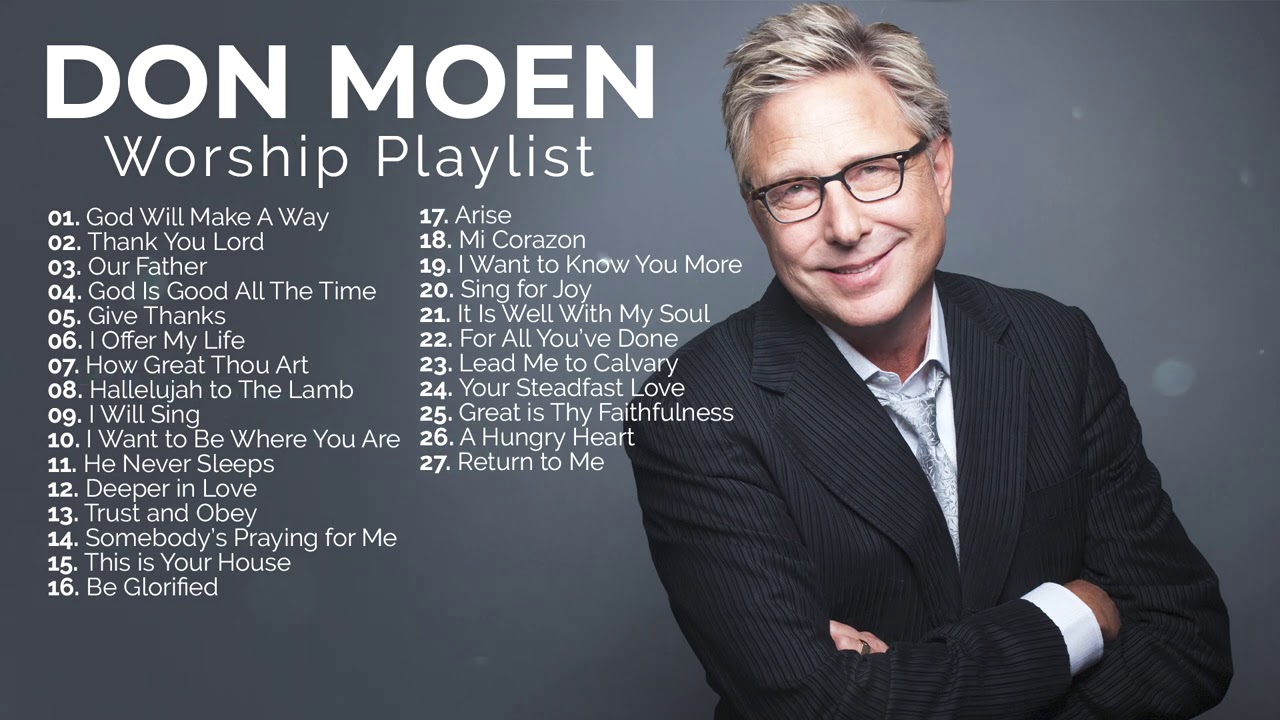 DON MOEN
Worship Playlist
01. God Will Make A Way
02. Thank You Lord
03. Our Father
04. God Is Good All The Time
05. Give Thanks
06. I Offer My Life
07. How Great Thou Art
08. Hallelujah to The Lamb
09. I Will Sing
10. I Want to Be Where You Are
11. He Never Sleeps
12. Deeper in Love
13. Trust and Obey
14. Somebody's Praying for Me
15. This is Your House
16. Be Glorified
17. Arise
18. Mi Corazon
19. I Want to Know You More
20. Sing for Joy
21. It Is Well With My Soul
22. For All You've Done
23. Lead Me to Calvary
24. Your Steadfast Love
25. Great is Thy Faithfulness
26. A Hungry Heart
27. Return to Me